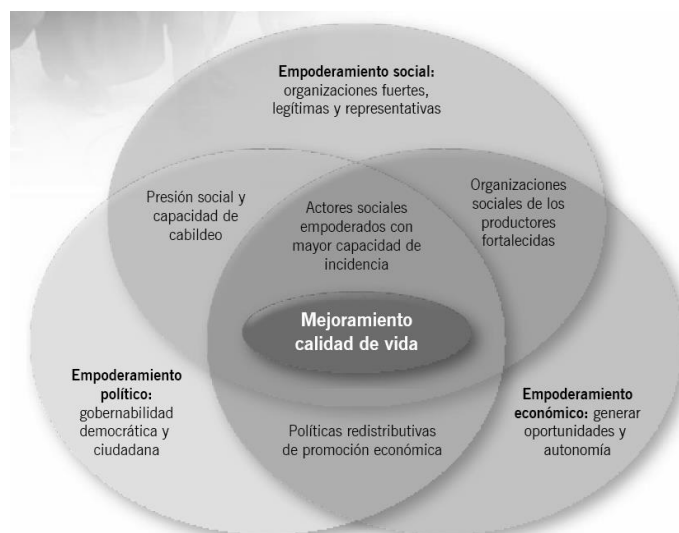 Empoderamiento social:
organizaciones fuertes,
legítimas y representativas
Presión social y
capacidad de
cabildeo
Actores sociales
empoderados con
mayor capacidad de
incidencia
Organizaciones
sociales de los
productores
fortalecidas
Mejoramiento
calidad de vida
Empoderamiento
político:
gobernabilidad
democrática y
ciudadana
Políticas redistributivas
de promoción económica
Empoderamiento
económico: generar
oportunidades y
autonomía